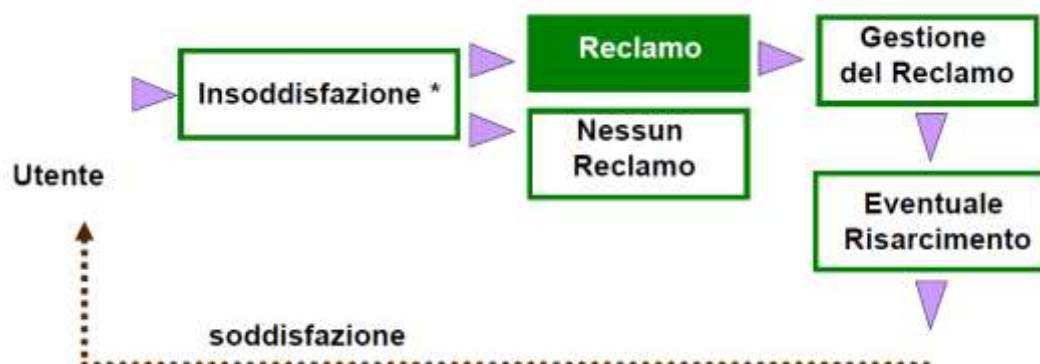 Reclamo
Gestione
del Reclamo
Insoddisfazione *
Nessun
Reclamo
Utente
Eventuale
Risarcimento
soddisfazione